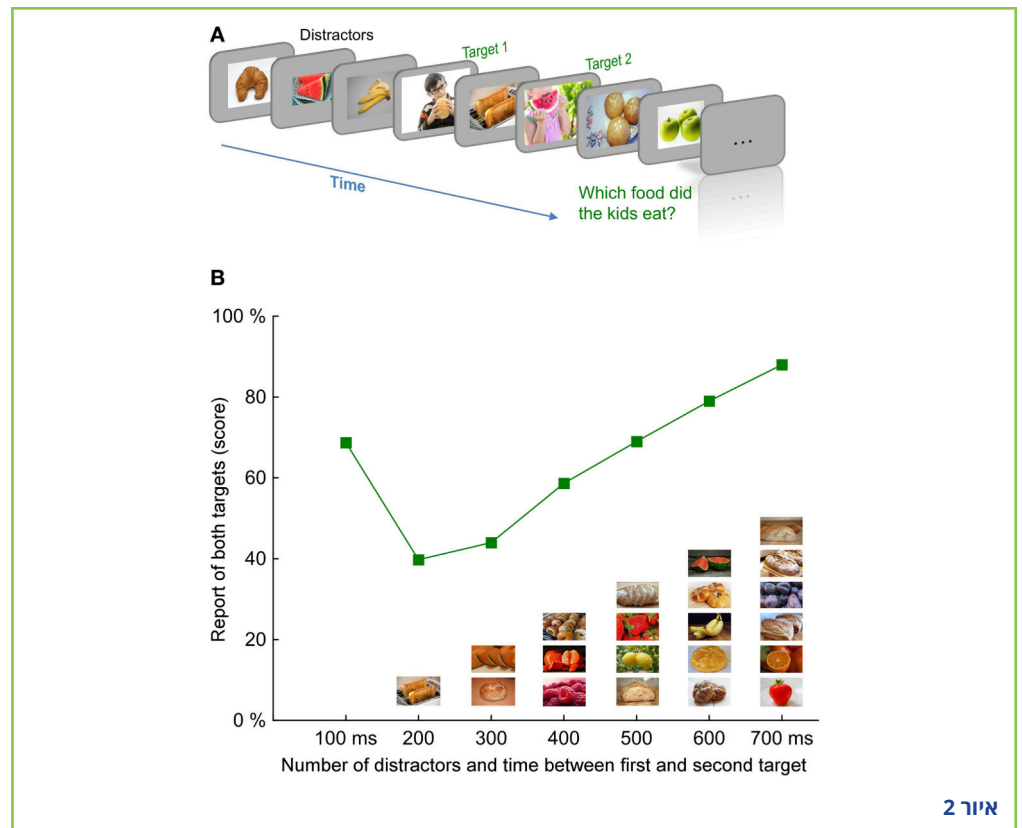 A
Distractors
Target 1
Target 2
...
Time
Which food did
the kids eat?
B
100 %
80
60
40
20
0 %
Report of both targets (score)
100 ms 200 300 400 500 600 700 ms
Number of distractors and time between first and second target
איור 2